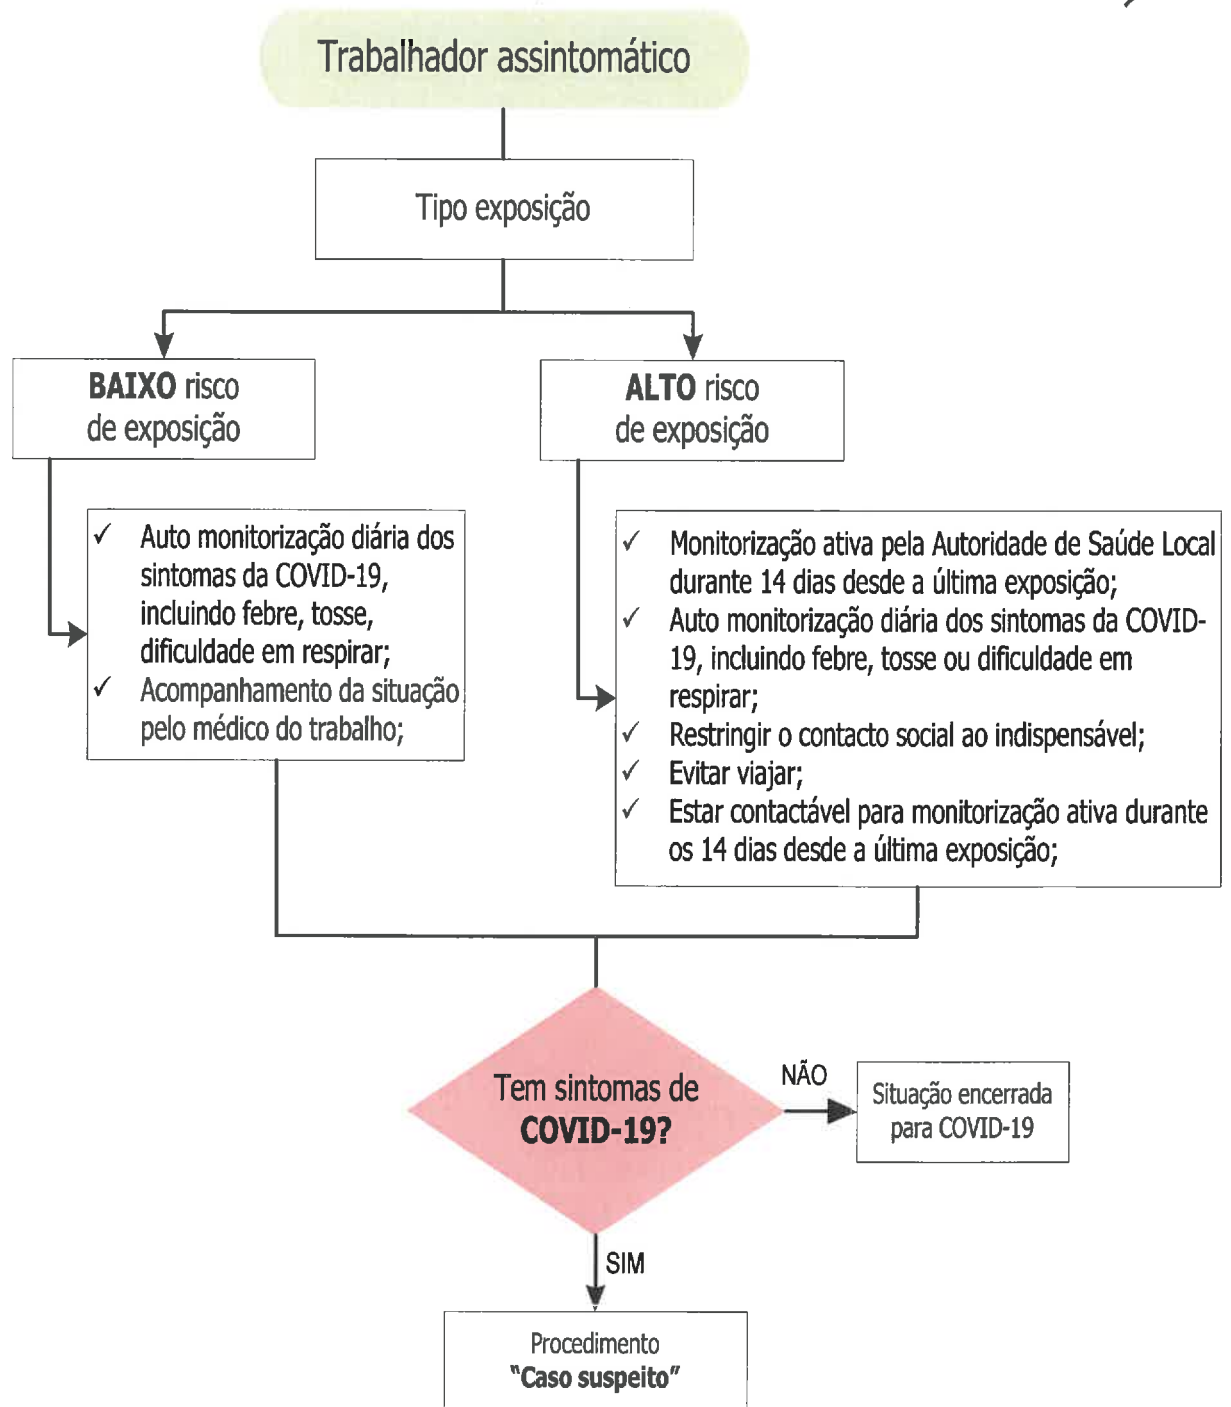 Trabalhador assintomático
Tipo exposição
BAIXO risco
de exposição
ALTO risco
de exposição
✓ Auto monitorização diária dos
sintomas da COVID-19,
incluindo febre, tosse,
dificuldade em respirar;
✓ Acompanhamento da situação
pelo médico do trabalho;
✓ Monitorização ativa pela Autoridade de Saúde Local
durante 14 dias desde a última exposição;
✓ Auto monitorização diária dos sintomas da COVID-
19, incluindo febre, tosse ou dificuldade em
respirar;
✓ Restringir o contacto social ao indispensável;
✓ Evitar viajar;
✓ Estar contactável para monitorização ativa durante
os 14 dias desde a última exposição;
Tem sintomas de
COVID-19?
NÃO
Situação encerrada
para COVID-19
SIM
Procedimento
"Caso suspeito"